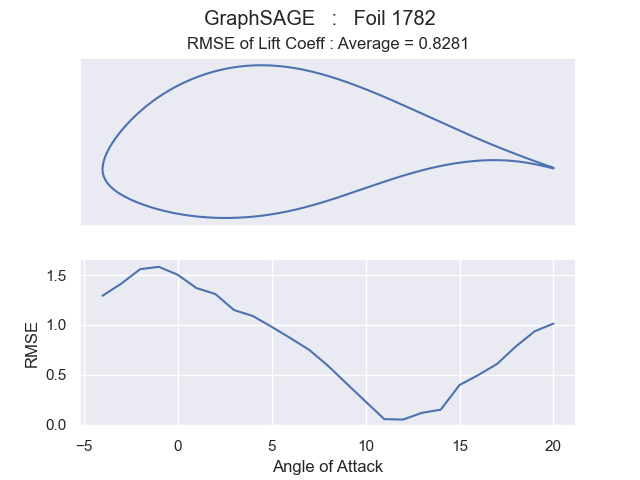 GraphSAGE   :   Foil 1782
RMSE of Lift Coeff : Average = 0.8281
1.5
1.0
0.5
0.0
RMSE
−5 0 5 10 15 20
Angle of Attack